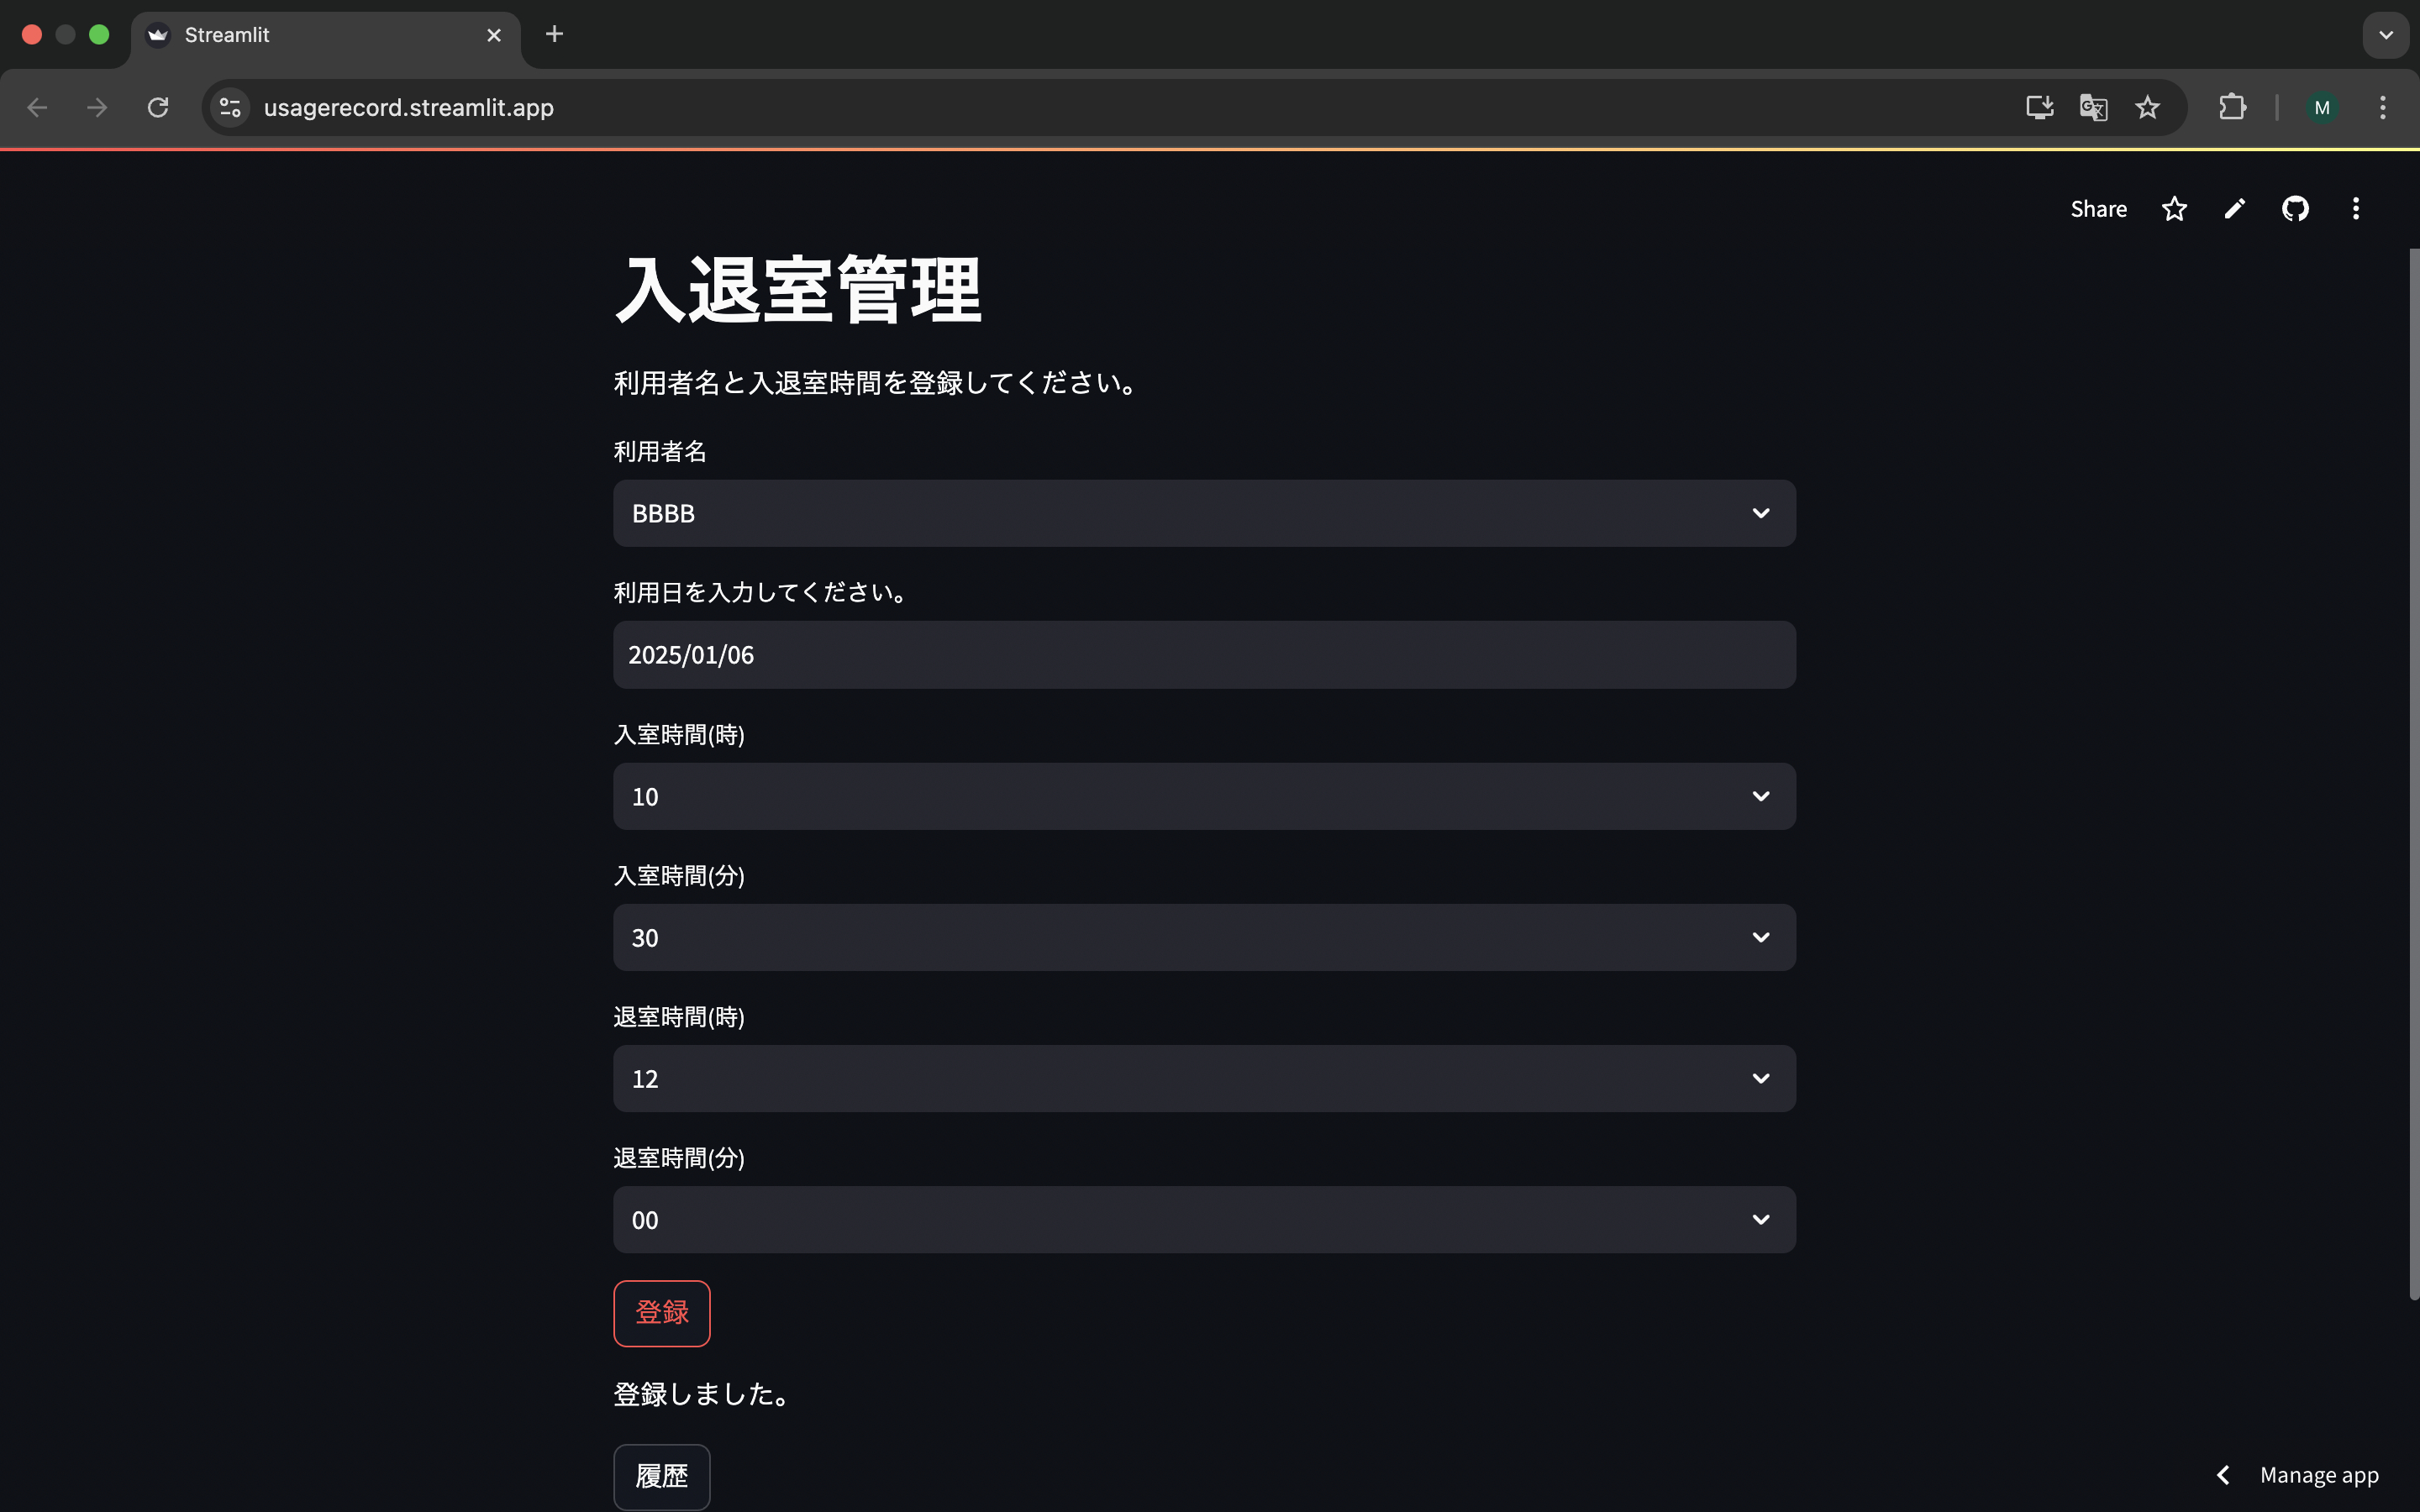 Streamlit
usagerecord.streamlit.app
M
Share
入退室管理
利用者名と入退室時間を登録してください。
利用者名
BBBB
利用日を入力してください。
2025/01/06
入室時間(時)
10
入室時間(分)
30
退室時間(時)
12
退室時間(分)
00
登録
登録しました。
履歴
Manage app